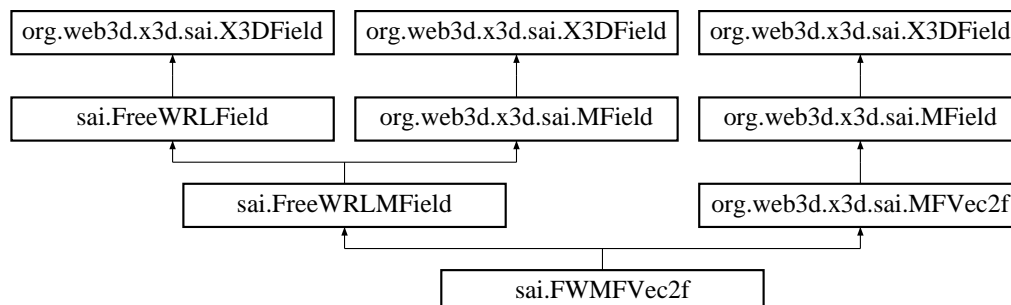 org.web3d.x3d.sai.X3DField org.web3d.x3d.sai.X3DField org.web3d.x3d.sai.X3DField
sai.FreeWRLField org.web3d.x3d.sai.MField org.web3d.x3d.sai.MField
sai.FreeWRLMField org.web3d.x3d.sai.MFVec2f
sai.FWMFVec2f